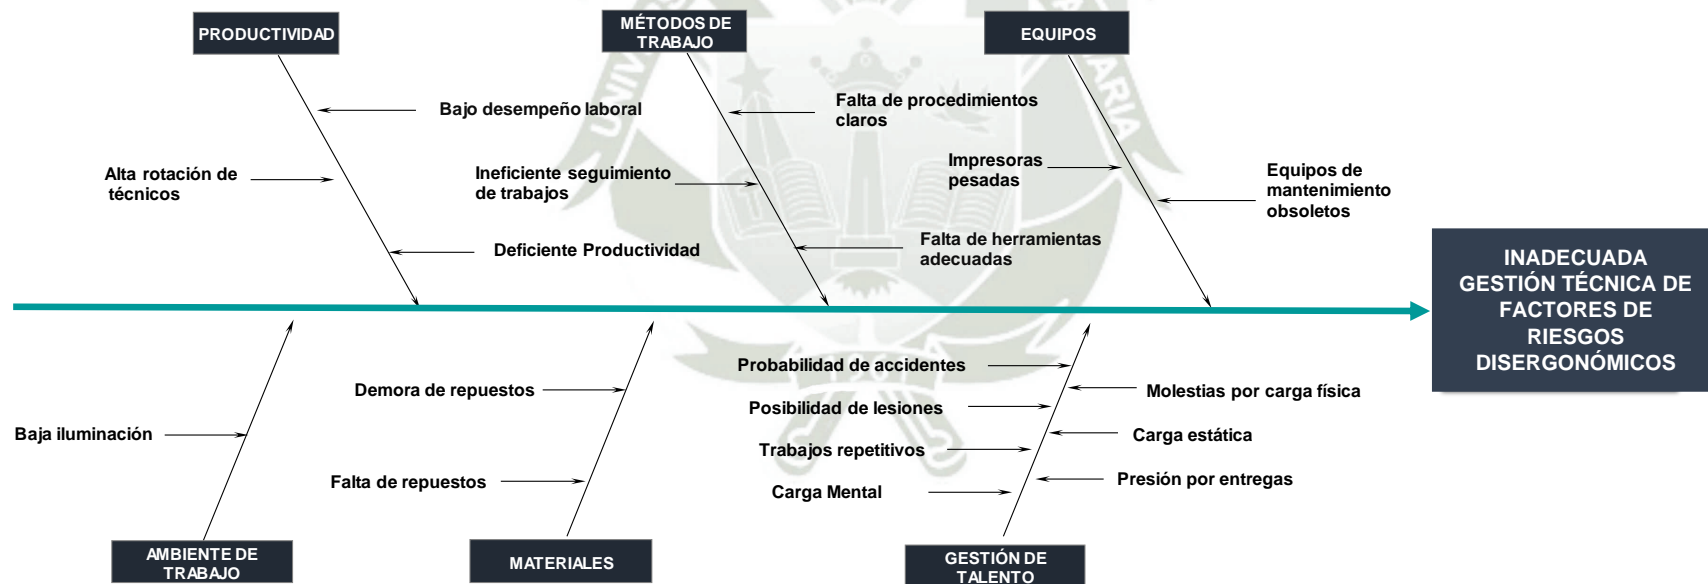 PRODUCTIVIDAD
MÉTODOS DE
TRABAJO
EQUIPOS
Bajo desempeño laboral
Alta rotación de
técnicos
Deficiente Productividad
Falta de procedimientos
claros
Ineficiente seguimiento
de trabajos
Falta de herramientas
adecuadas
Impresoras
pesadas
Equipos de
mantenimiento
obsoletos
INADECUADA
GESTIÓN TÉCNICA DE
FACTORES DE
RIESGOS
DISERGONÓMICOS
Baja iluminación
Demora de repuestos
Falta de repuestos
Probabilidad de accidentes
Posibilidad de lesiones
Trabajos repetitivos
Carga Mental
Molestias por carga física
Carga estática
Presión por entregas
AMBIENTE DE
TRABAJO
MATERIALES
GESTIÓN DE
TALENTO